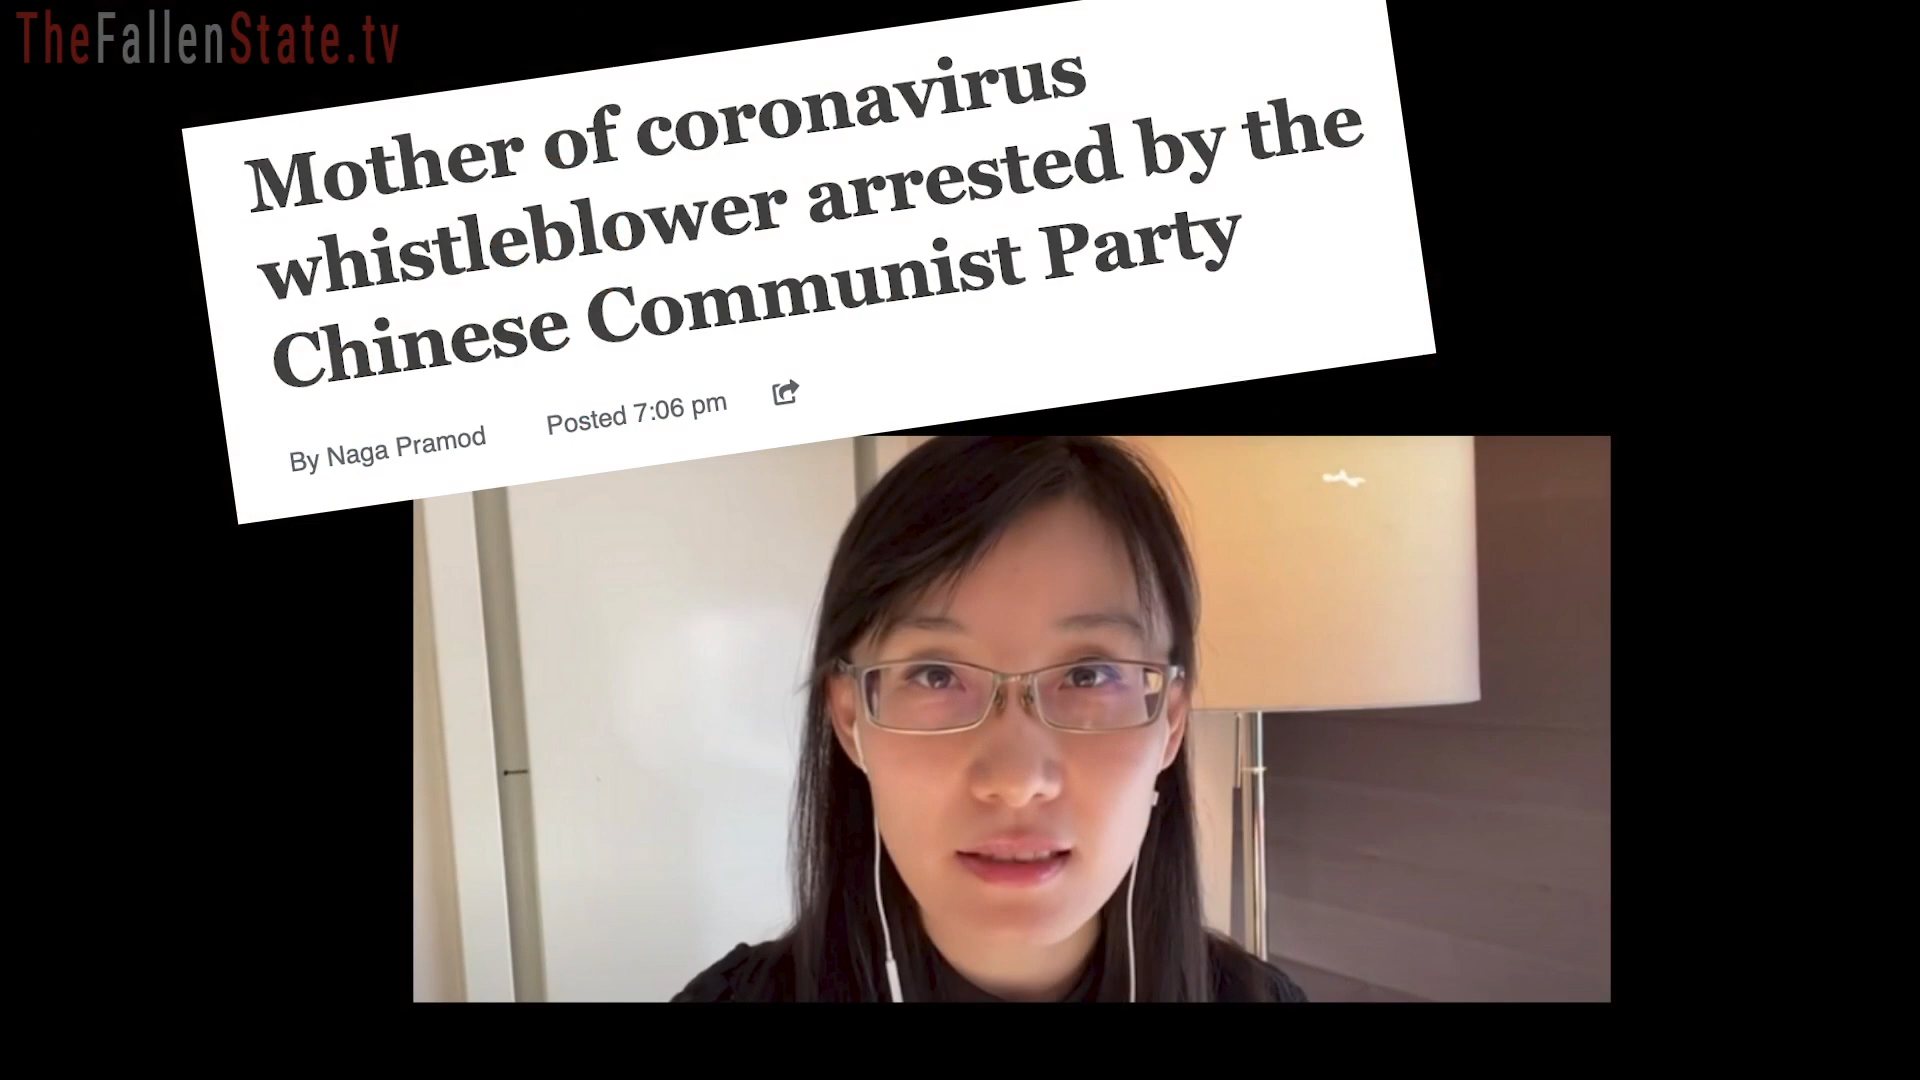 TheFallenState.tv
Mother of coronavirus
whistleblower arrested by the
Chinese Communist Party
By Naga Pramod Posted 7:06 pm